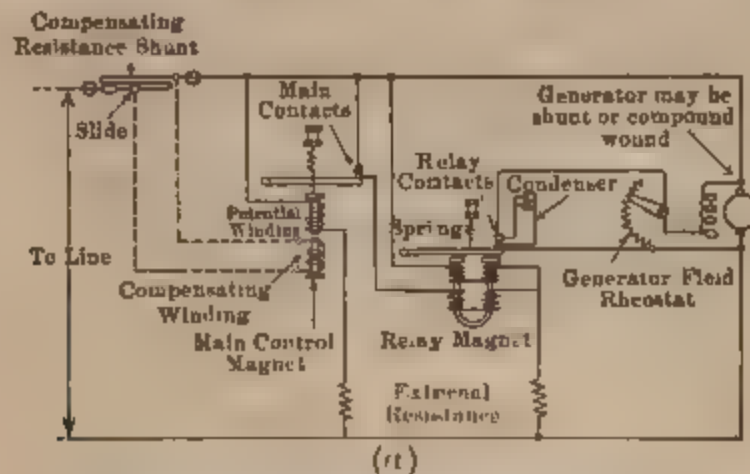 Compensating
Resistance Shunt
Slide
Main
Contacts
Generator may be
shunt or compound
wound
Relay
Contacts
Condenser
Potential
Winding
Spring
To Line
Compensating
Winding
Generator Field
Rheostat
Main Control
Magnet
Relay Magnet
External
Resistance
(a)